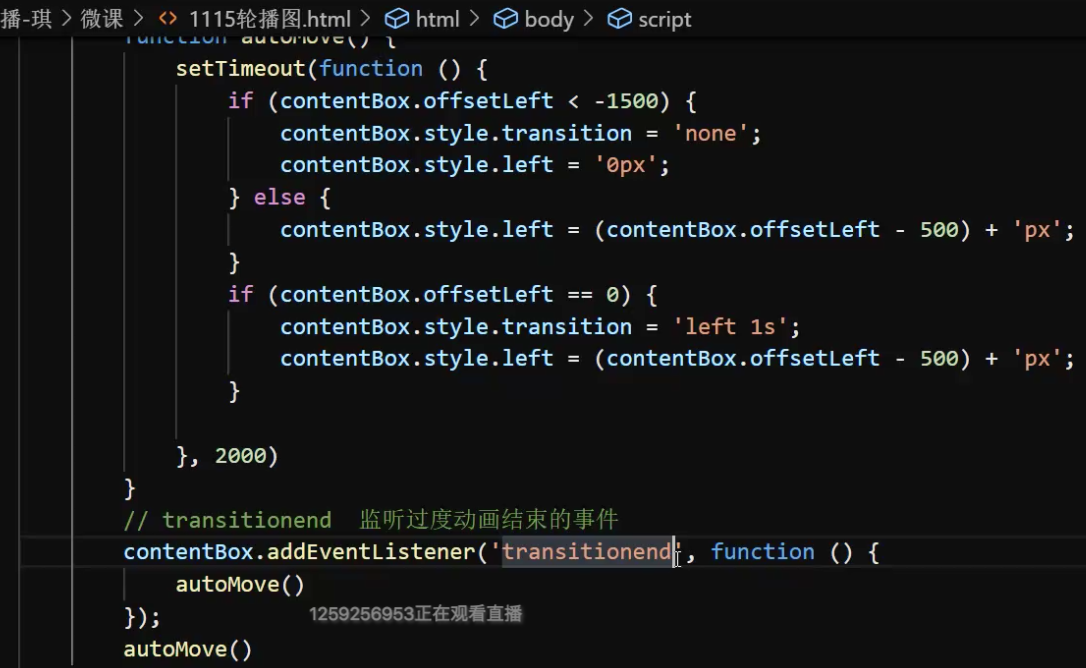 播-琪 > 微课 > <> 1115轮播图.html > html > body > script
function autoMove() {
setTimeout(function () {
if (contentBox.offsetLeft < -1500) {
contentBox.style.transition = 'none';
contentBox.style.left = '0px';
} else {
contentBox.style.left = (contentBox.offsetLeft - 500) + 'px';
}
if (contentBox.offsetLeft == 0) {
contentBox.style.transition = 'left 1s';
contentBox.style.left = (contentBox.offsetLeft - 500) + 'px';
}
}, 2000)
}
// transitionend 监听过度动画结束的事件
contentBox.addEventListener('transitionend', function () {
autoMove()
});
1259256953正在观看直播
autoMove()